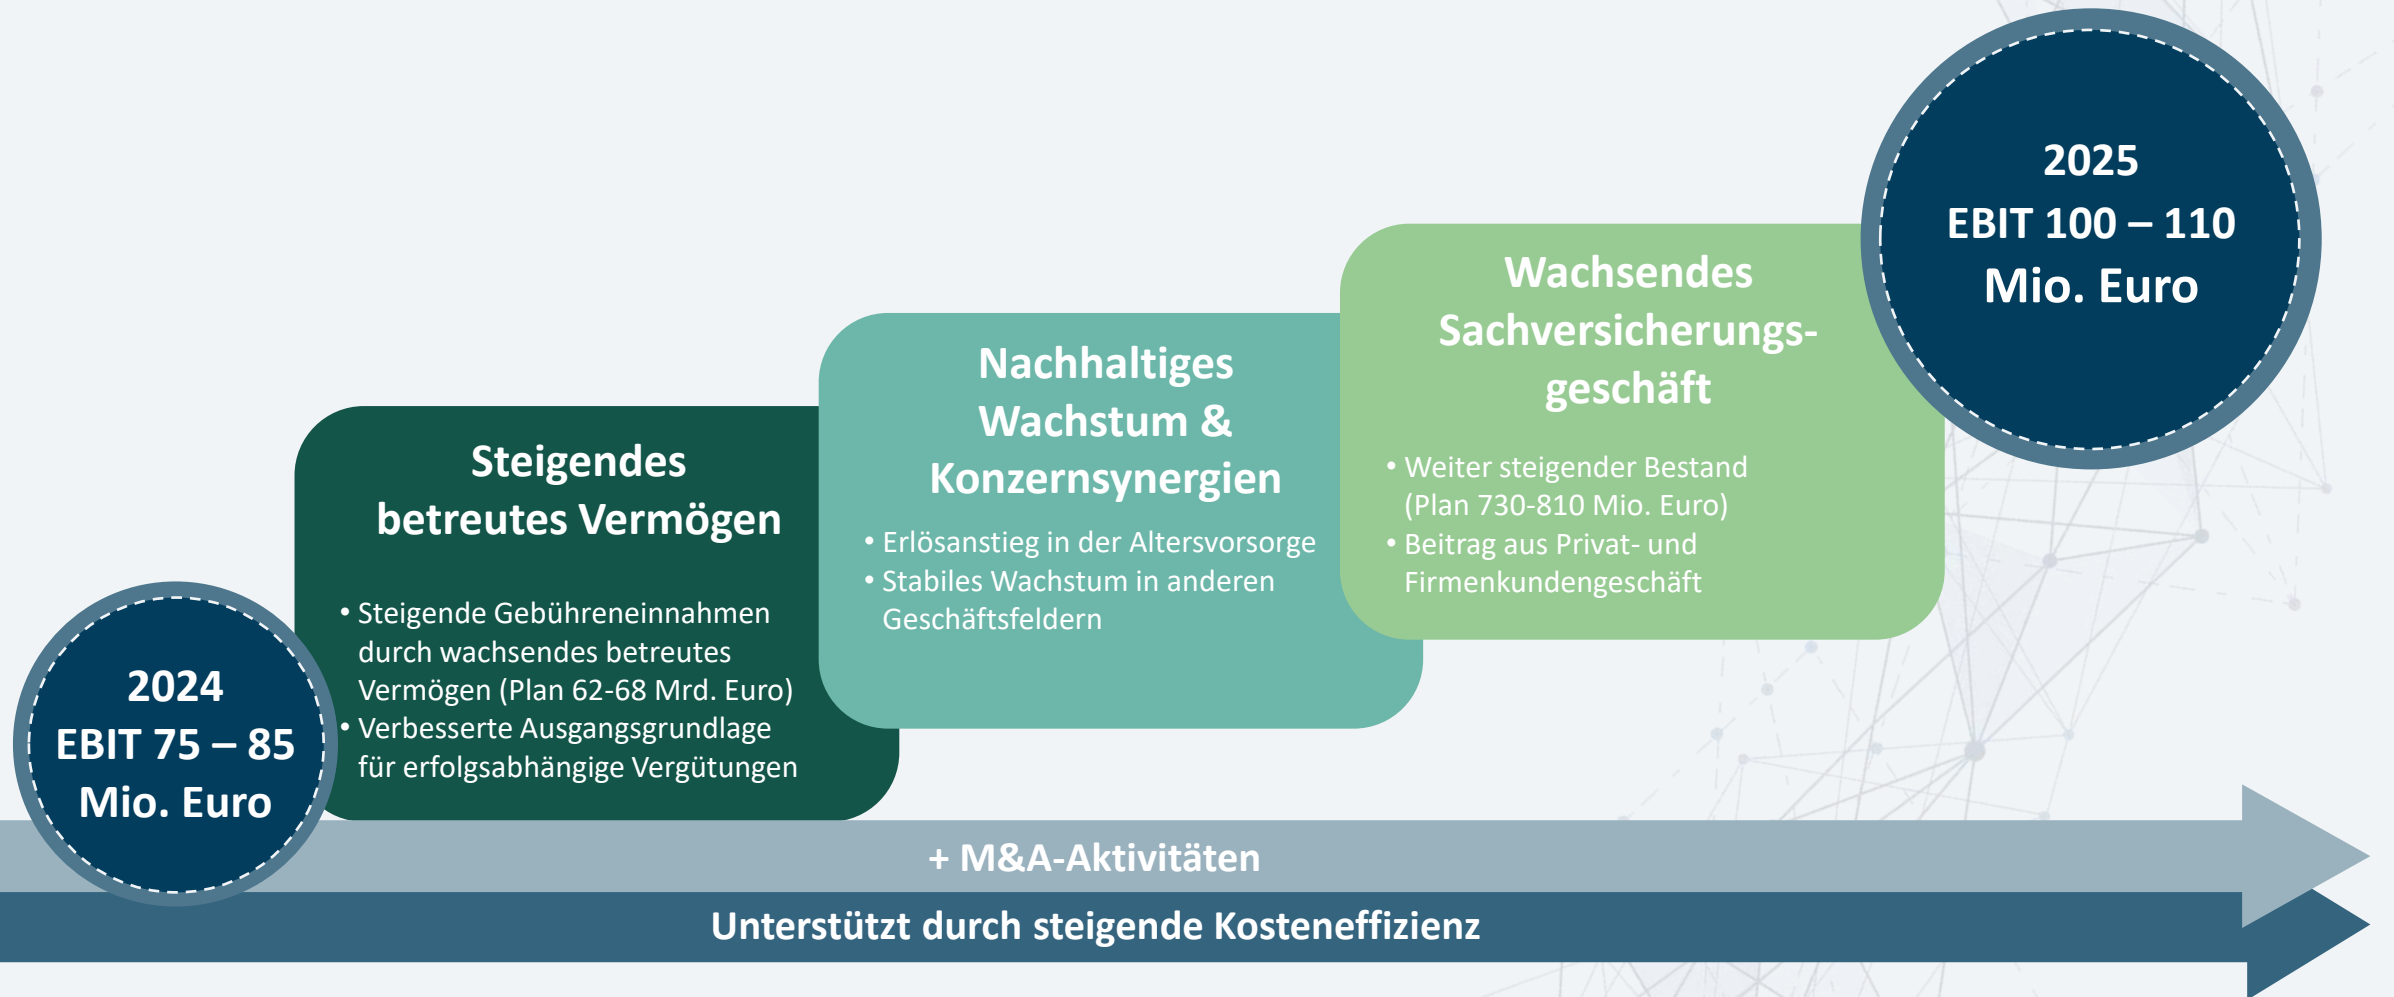 2024
EBIT 75 – 85
Mio. Euro
Steigendes
betreutes Vermögen
• Steigende Gebühreneinnahmen
durch wachsendes betreutes
Vermögen (Plan 62-68 Mrd. Euro)
• Verbesserte Ausgangsgrundlage
für erfolgsabhängige Vergütungen
Nachhaltiges
Wachstum &
Konzernsynergien
• Erlösanstieg in der Altersvorsorge
• Stabiles Wachstum in anderen
Geschäftsfeldern
Wachsendes
Sachversicherungs-
geschäft
• Weiter steigender Bestand
(Plan 730-810 Mio. Euro)
• Beitrag aus Privat- und
Firmenkundengeschäft
2025
EBIT 100 – 110
Mio. Euro
+ M&A-Aktivitäten
Unterstützt durch steigende Kosteneffizienz